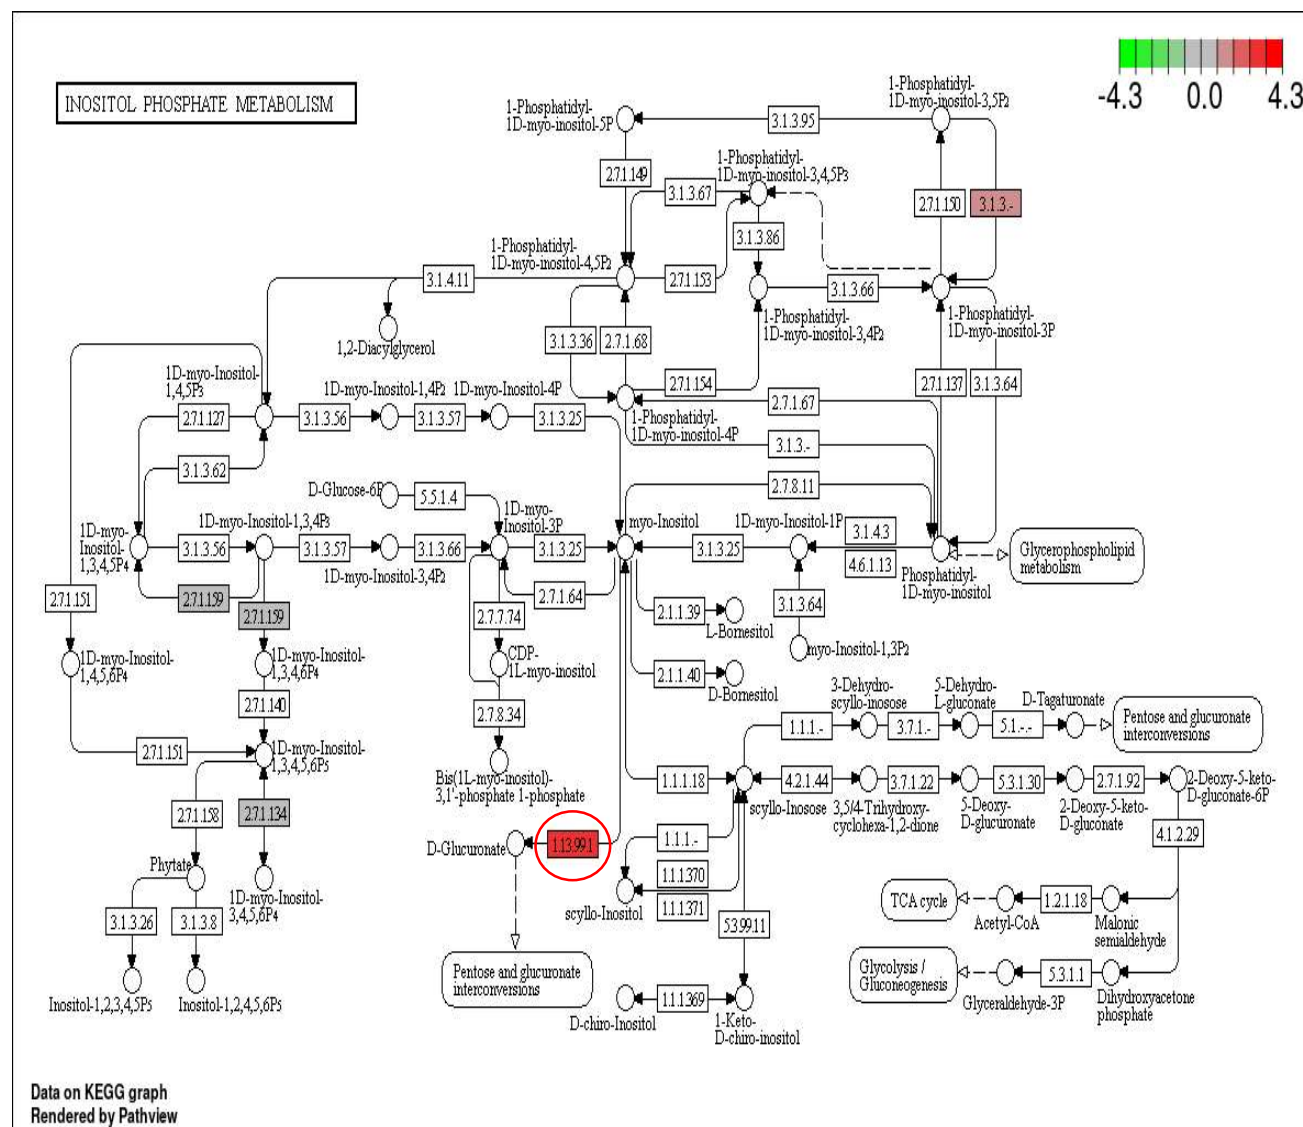 INOSITOL PHOSPHATE METABOLISM
-4.3 0.0 4.3
1-Phosphatidyl-
1D-myo-inositol-5P
3.1.3.95
1-Phosphatidyl-
1D-myo-inositol-3,5P2
2.7.1.149
1-Phosphatidyl-
1D-myo-inositol-3,4,5P3
3.1.3.67
2.7.1.150
3.1.3.-
3.1.3.86
1-Phosphatidyl-
1D-myo-inositol-4,5P2
3.1.4.11
2.7.1.153
3.1.3.66
1,2-Diacylglycerol
3.1.3.36
2.7.1.68
1-Phosphatidyl-
1D-myo-inositol-3,4P2
1-Phosphatidyl-
1D-myo-inositol-3P
1D-myo-Inositol-
1,4,5P3
1D-myo-Inositol-1,4P2
1D-myo-Inositol-4P
2.7.1.154
2.7.1.137
3.1.3.64
2.7.1.127
3.1.3.56
3.1.3.57
3.1.3.25
1-Phosphatidyl-
1D-myo-inositol-4P
2.7.1.67
3.1.3.-
3.1.3.62
2.7.8.11
D-Glucose-6P
5.5.1.4
1D-myo-
Inositol-3P
1D-myo-
Inositol-
1,3,4,5P4
1D-myo-Inositol-1,3,4P3
3.1.3.56
3.1.3.57
3.1.3.66
1D-myo-Inositol-3,4P2
3.1.3.25
myo-Inositol
3.1.3.25
1D-myo-Inositol-1P
3.1.4.3
4.6.1.13
Phosphatidyl-
1D-myo-inositol
Glycerophospholipid
metabolism
2.7.1.151
2.7.1.159
2.7.1.159
2.7.1.64
2.7.7.74
2.1.1.39
L-Bornesitol
3.1.3.64
myo-Inositol-1,3P2
1D-myo-Inositol-
1,4,5,6P4
1D-myo-Inositol-
1,3,4,6P4
CDP-
1L-myo-inositol
2.1.1.40
D-Bornesitol
2.7.1.140
2.7.8.34
3-Dehydro-
scyllo-inosose
5-Dehydro-
L-gluconate
D-Tagaturonate
1.1.1.-
3.7.1.-
5.1.-.-
Pentose and glucuronate
interconversions
2.7.1.151
1D-myo-Inositol-
1,3,4,5,6P5
Bis(1L-myo-inositol)-
3,1'-phosphate 1-phosphate
1.1.1.18
scyllo-Inosose
4.2.1.44
3,5/4-Trihydroxy-
cyclohexa-1,2-dione
3.7.1.22
5-Deoxy-
D-glucuronate
5.3.1.30
2-Deoxy-5-keto-
D-gluconate
2.7.1.92
2-Deoxy-5-keto-
D-gluconate-6P
2.7.1.158
2.7.1.134
D-Glucuronate
1.13.99.1
1.1.1.-
4.1.2.29
Phytate
1D-myo-Inositol-
3,4,5,6P4
1.1.1.370
1.1.1.371
scyllo-Inositol
TCA cycle
Acetyl-CoA
1.2.1.18
Malonic
semialdehyde
3.1.3.26
3.1.3.8
5.3.99.11
Inositol-1,2,3,4,5P5
Inositol-1,2,4,5,6P5
Pentose and glucuronate
interconversions
Glycolysis /
Gluconeogenesis
Glyceraldehyde-3P
5.3.1.1
Dihydroxyacetone
phosphate
D-chiro-Inositol
1.1.1.369
1-Keto-
D-chiro-inositol
Data on KEGG graph
Rendered by Pathview